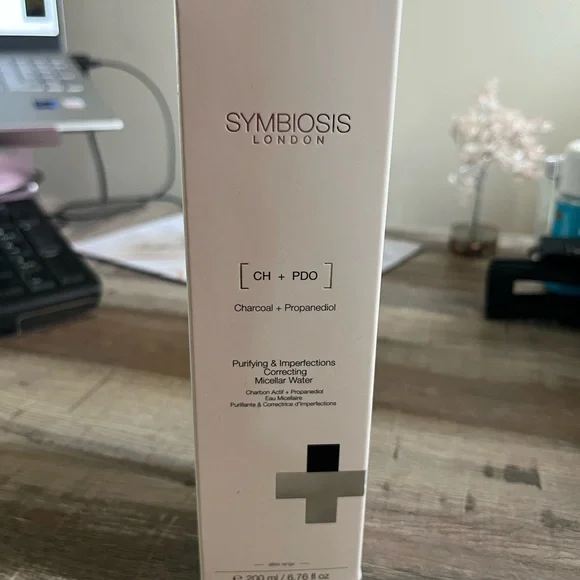 SYMBIOSIS
LONDON
[ CH + PDO ]
Charcoal + Propanediol
Purifying & Imperfections
Correcting
Micellar Water
Charbon Actif + Propanediol
Eau Micellaire
Purifiante & Correctrice d'Imperfections
℮ 200 ml / 6.76 fl oz